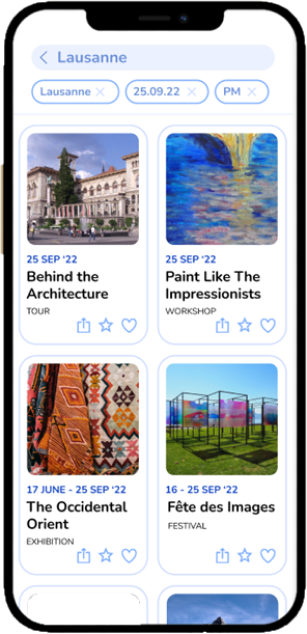 Lausanne
Lausanne
25.09.22
PM
25 SEP '22
Behind the
Architecture
TOUR
25 SEP '22
Paint Like The
Impressionists
WORKSHOP
17 JUNE - 25 SEP '22
The Occidental
Orient
EXHIBITION
16 - 25 SEP '22
Fête des Images
FESTIVAL